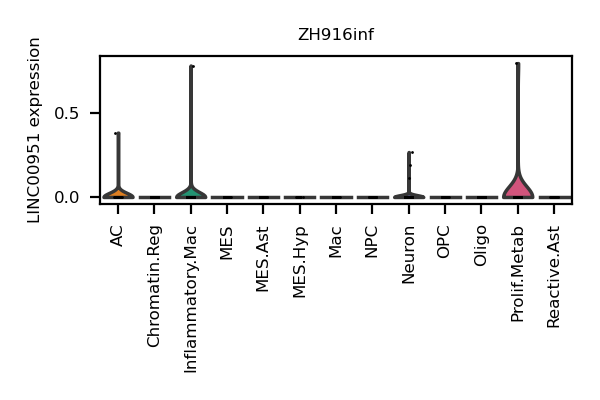 ZH916inf
LINC00951 expression
0.5
0.0
AC
Chromatin.Reg
Inflammatory.Mac
MES
MES.Ast
MES.Hyp
Mac
NPC
Neuron
OPC
Oligo
Prolif.Metab
Reactive.Ast